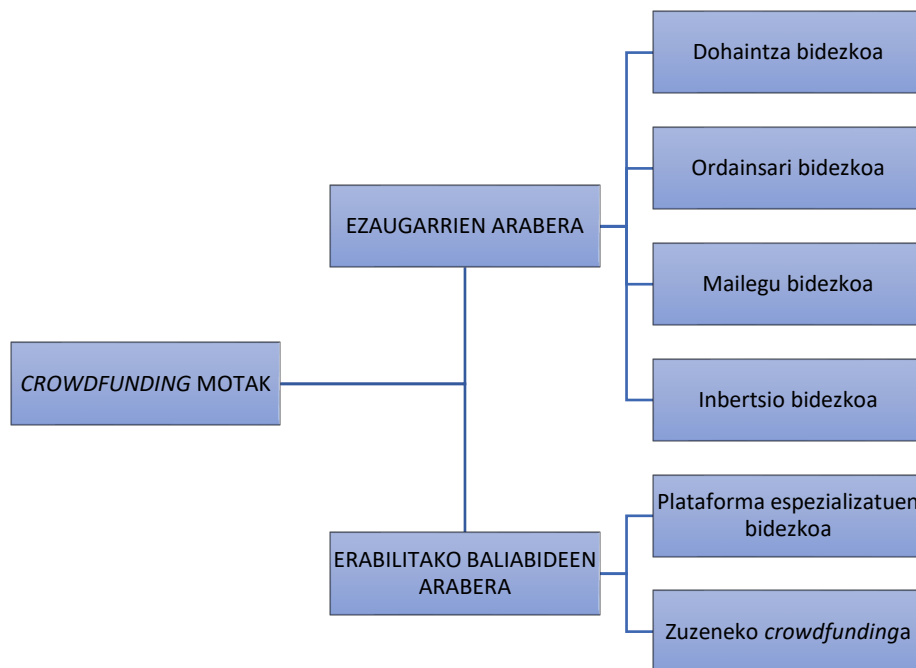 CROWDFUNDING MOTAK
EZAUGARRIEN ARABERA
Dohaintza bidezkoa
Ordainsari bidezkoa
Mailegu bidezkoa
Inbertsio bidezkoa
ERABILITAKO BALIABIDEEN
ARABERA
Plataforma espezializatuen
bidezkoa
Zuzeneko crowdfundinga